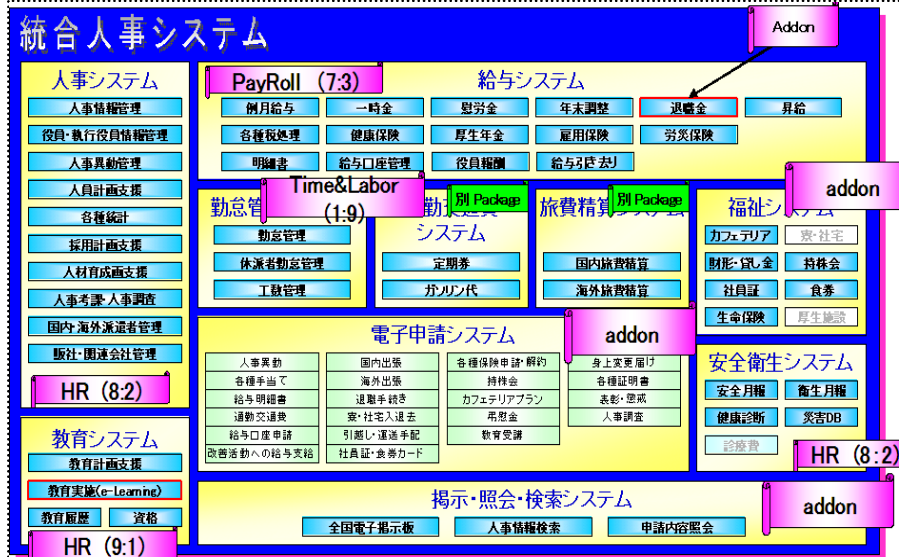 統合人事システム
Addon
人事システム
人事情報管理
役員・執行役員情報管理
人事異動管理
人員計画支援
各種統計
採用計画支援
人材育成画支援
人事考課・人事調査
国内・海外派遣者管理
販社・関連会社管理
HR (8:2)
PayRoll (7:3)
給与システム
例月給与
一時金
慰労金
年末調整
退職金
昇給
各種税処理
健康保険
厚生年金
雇用保険
労災保険
明細書
給与口座管理
役員報酬
給与引き去り
Time&Labor
(1:9)
勤怠管
勤怠管理
休派者勤怠管理
工数管理
別 Package
システム
定期券
ガソリン代
別 Package
旅費精算システム
国内旅費精算
海外旅費精算
addon
福祉システム
カフェテリア
寮・社宅
財形・貸し金
持株会
社員証
食券
生命保険
厚生施設
電子申請システム
addon
人事異動
国内出張
各種保険申請・解約
身上変更届け
各種手当て
海外出張
持株会
各種証明書
給与明細書
退職手続き
カフェテリアプラン
表彰・懲戒
通勤交通費
寮・社宅入退去
弔慰金
人事調査
給与口座申請
引越し・運送手配
教育受講
改善活動への給与支給
社員証・食券カード
安全衛生システム
安全月報
衛生月報
健康診断
災害DB
診療費
HR (8:2)
教育システム
教育計画支援
教育実施(e-Learning)
教育履歴
資格
HR (9:1)
掲示・照会・検索システム
全国電子掲示板
人事情報検索
申請内容照会
addon